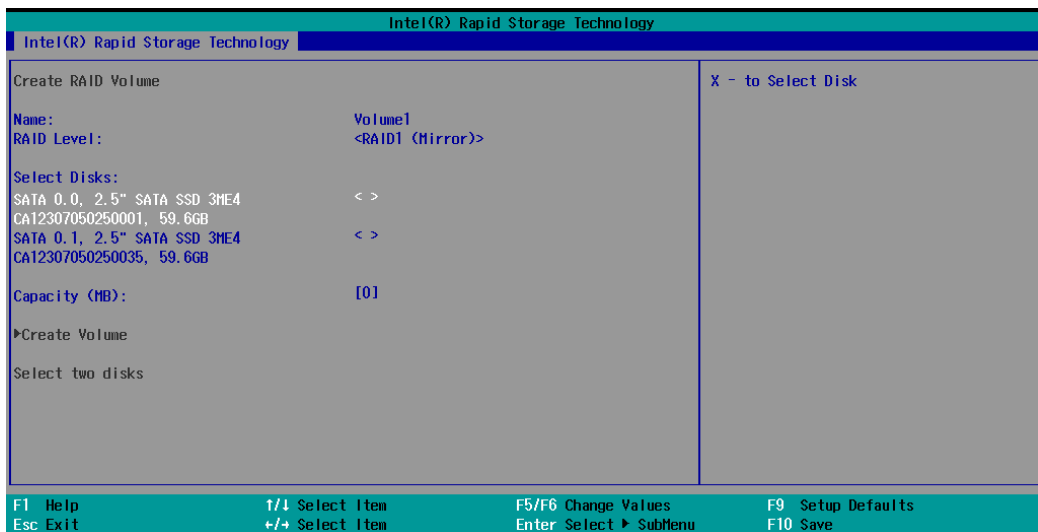 Intel(R) Rapid Storage Technology
Intel(R) Rapid Storage Technology
Create RAID Volume
X - to Select Disk
Name: Volume1
RAID Level: <RAID1 (Mirror)>
Select Disks:
SATA 0.0, 2.5" SATA SSD 3ME4 < >
CA12307050250001, 59.6GB
SATA 0.1, 2.5" SATA SSD 3ME4 < >
CA12307050250035, 59.6GB
Capacity (MB): [0]
▶Create Volume
Select two disks
F1 Help ↑/↓ Select Item F5/F6 Change Values F9 Setup Defaults
Esc Exit ←/→ Select Item Enter Select ▶ SubMenu F10 Save